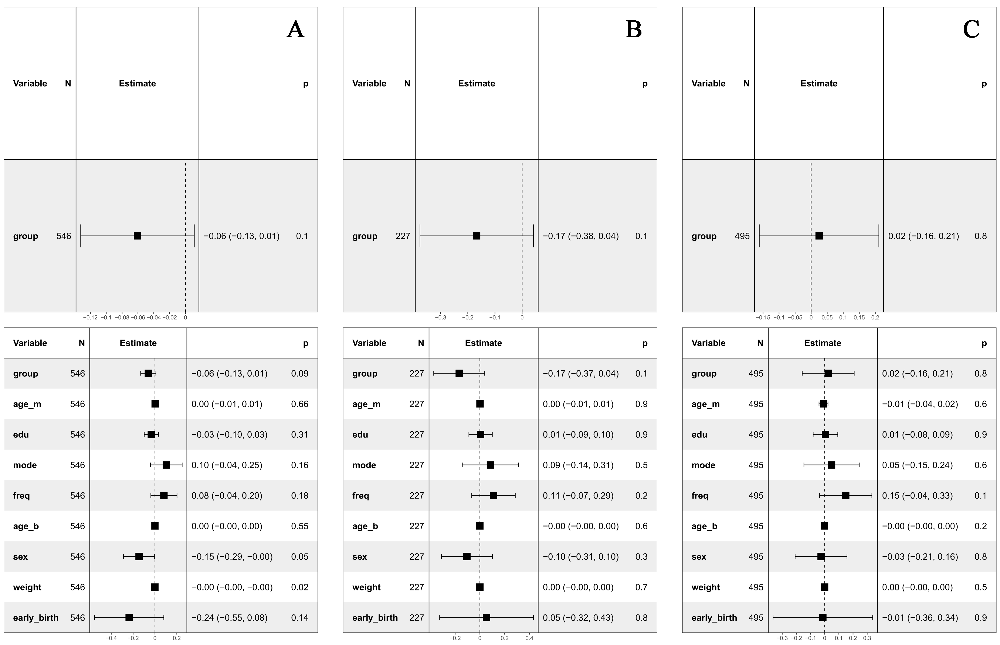 A
Variable N Estimate p
group 546 −0.06 (−0.13, 0.01) 0.1
−0.12 −0.1 −0.08 −0.06 −0.04 −0.02 0
B
Variable N Estimate p
group 227 −0.17 (−0.38, 0.04) 0.1
−0.3 −0.2 −0.1 0
C
Variable N Estimate p
group 495 0.02 (−0.16, 0.21) 0.8
−0.15 −0.1 −0.05 0 0.05 0.1 0.15 0.2
Variable N Estimate p
group 546 −0.06 (−0.13, 0.01) 0.09
age_m 546 0.00 (−0.01, 0.01) 0.66
edu 546 −0.03 (−0.10, 0.03) 0.31
mode 546 0.10 (−0.04, 0.25) 0.16
freq 546 0.08 (−0.04, 0.20) 0.18
age_b 546 0.00 (−0.00, 0.00) 0.55
sex 546 −0.15 (−0.29, −0.00) 0.05
weight 546 −0.00 (−0.00, −0.00) 0.02
early_birth 546 −0.24 (−0.55, 0.08) 0.14
−0.4 −0.2 0 0.2
Variable N Estimate p
group 227 −0.17 (−0.37, 0.04) 0.1
age_m 227 0.00 (−0.01, 0.01) 0.9
edu 227 0.01 (−0.09, 0.10) 0.9
mode 227 0.09 (−0.14, 0.31) 0.5
freq 227 0.11 (−0.07, 0.29) 0.2
age_b 227 −0.00 (−0.00, 0.00) 0.6
sex 227 −0.10 (−0.31, 0.10) 0.3
weight 227 0.00 (−0.00, 0.00) 0.7
early_birth 227 0.05 (−0.32, 0.43) 0.8
−0.2 0 0.2 0.4
Variable N Estimate p
group 495 0.02 (−0.16, 0.21) 0.8
age_m 495 −0.01 (−0.04, 0.02) 0.6
edu 495 0.01 (−0.08, 0.09) 0.9
mode 495 0.05 (−0.15, 0.24) 0.6
freq 495 0.15 (−0.04, 0.33) 0.1
age_b 495 −0.00 (−0.00, 0.00) 0.2
sex 495 −0.03 (−0.21, 0.16) 0.8
weight 495 0.00 (−0.00, 0.00) 0.5
early_birth 495 −0.01 (−0.36, 0.34) 0.9
−0.3 −0.2 −0.1 0 0.1 0.2 0.3